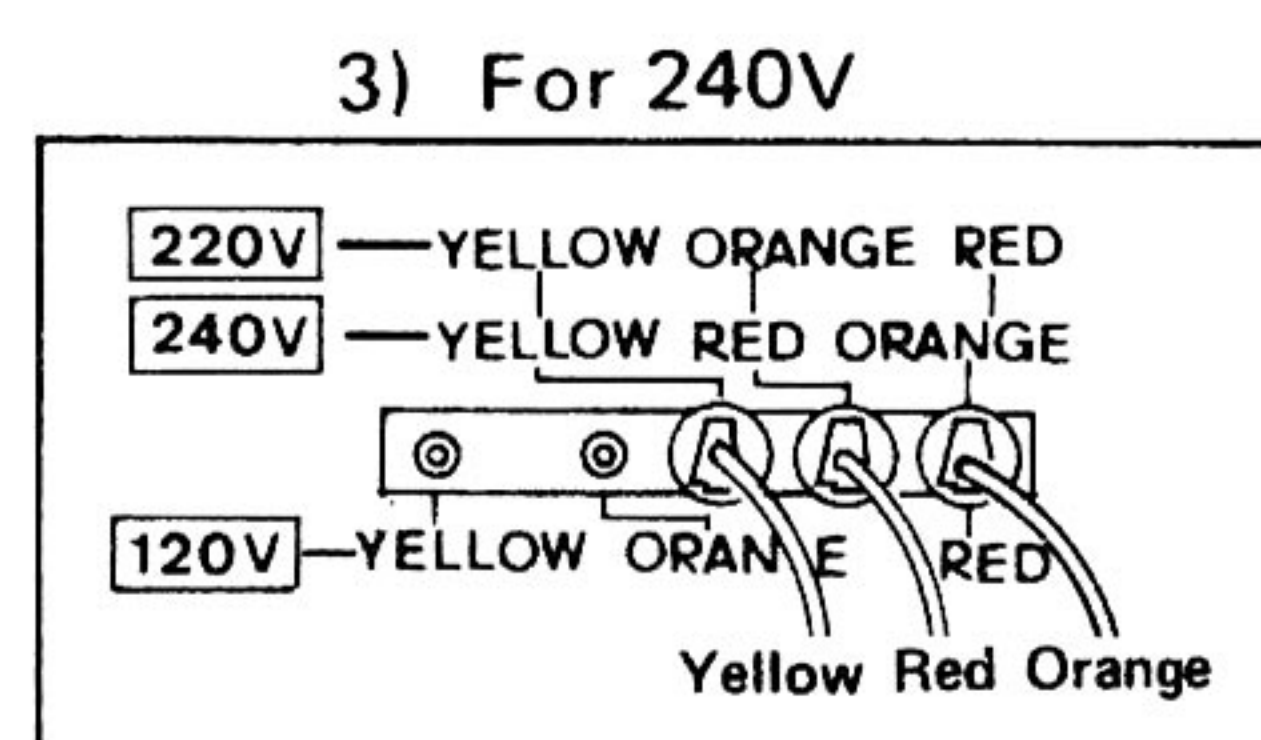 3) For 240V
220V YELLOW ORANGE RED
240V YELLOW RED ORANGE
120V YELLOW ORAN E RED
Yellow Red Orange